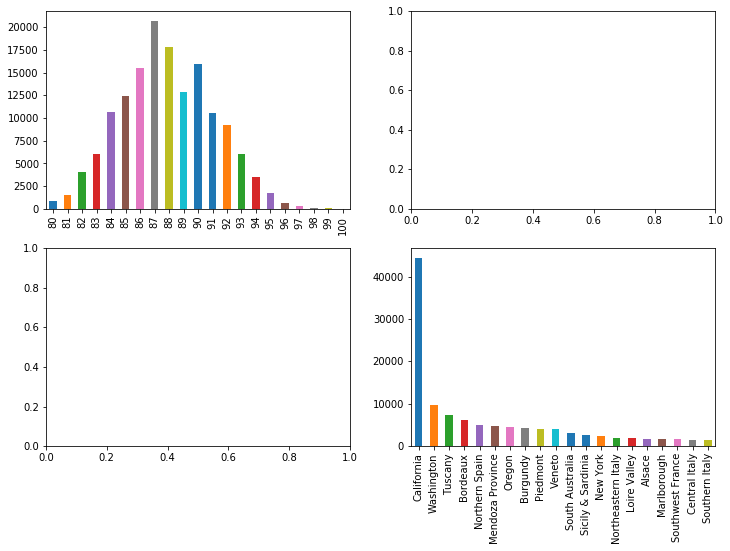 20000
17500
15000
12500
10000
7500
5000
2500
0
80 81 82 83 84 85 86 87 88 89 90 91 92 93 94 95 96 97 98 99 100
1.0
0.8
0.6
0.4
0.2
0.0
0.0 0.2 0.4 0.6 0.8 1.0
1.0
0.8
0.6
0.4
0.2
0.0
0.0 0.2 0.4 0.6 0.8 1.0
40000
30000
20000
10000
0
California
Washington
Tuscany
Bordeaux
Northern Spain
Mendoza Province
Oregon
Burgundy
Piedmont
Veneto
South Australia
Sicily & Sardinia
New York
Northeastern Italy
Loire Valley
Alsace
Marlborough
Southwest France
Central Italy
Southern Italy